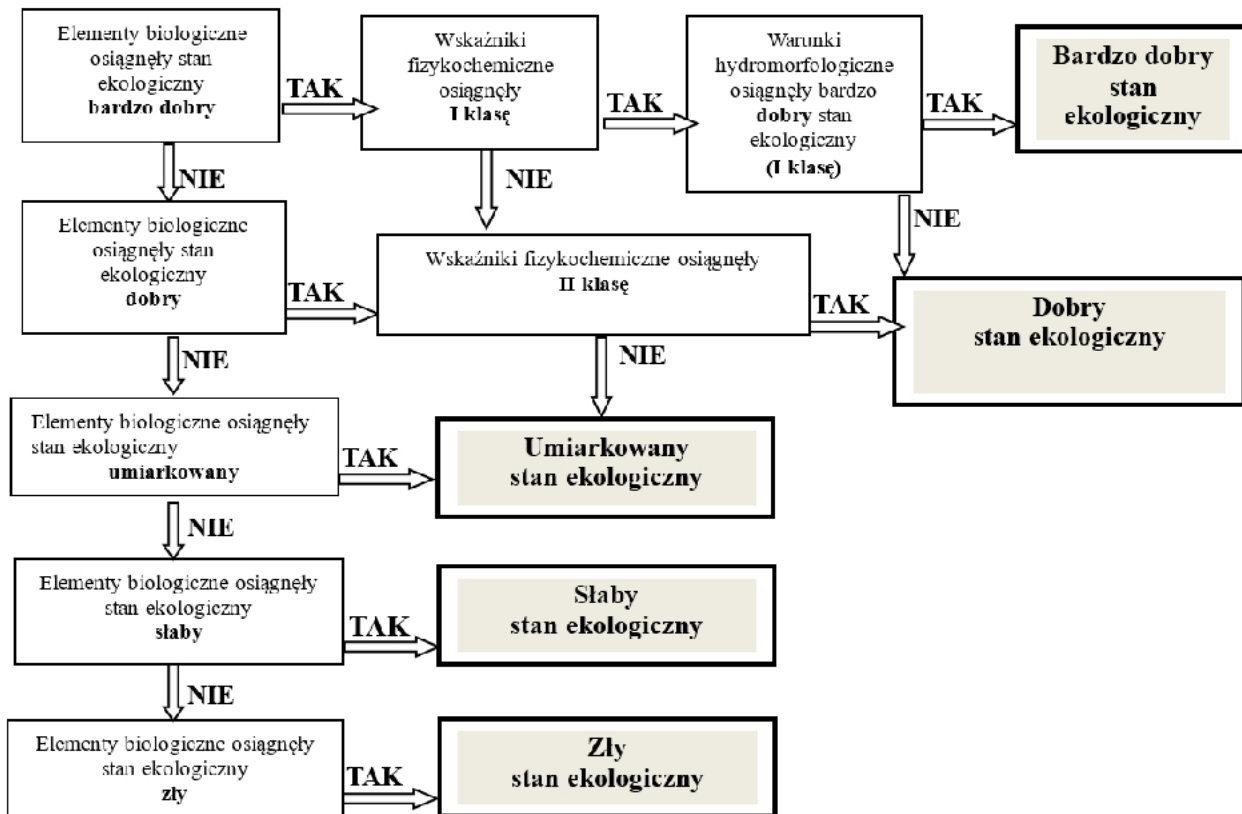 Elementy biologiczne
osiągnęły stan
ekologiczny
bardzo dobry
TAK
Wskaźniki
fizykochemiczne
osiągnęły
I klasę
TAK
Warunki
hydromorfologiczne
osiągnęły bardzo
dobry stan
ekologiczny
(I klasę)
TAK
Bardzo dobry
stan
ekologiczny
NIE
NIE
NIE
Elementy biologiczne
osiągnęły stan
ekologiczny
dobry
TAK
Wskaźniki fizykochemiczne osiągnęły
II klasę
TAK
Dobry
stan ekologiczny
NIE
NIE
Elementy biologiczne osiągnęły
stan ekologiczny
umiarkowany
TAK
Umiarkowany
stan ekologiczny
NIE
Elementy biologiczne osiągnęły
stan ekologiczny
słaby
TAK
Słaby
stan ekologiczny
NIE
Elementy biologiczne osiągnęły
stan ekologiczny
zły
TAK
Zły
stan ekologiczny